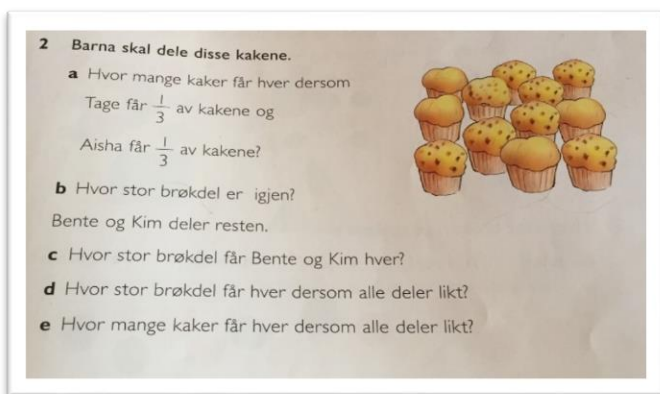 2 Barna skal dele disse kakene.
a Hvor mange kaker får hver dersom
Tage får 1/3 av kakene og
Aisha får 1/3 av kakene?
b Hvor stor brøkdel er igjen?
Bente og Kim deler resten.
c Hvor stor brøkdel får Bente og Kim hver?
d Hvor stor brøkdel får hver dersom alle deler likt?
e Hvor mange kaker får hver dersom alle deler likt?